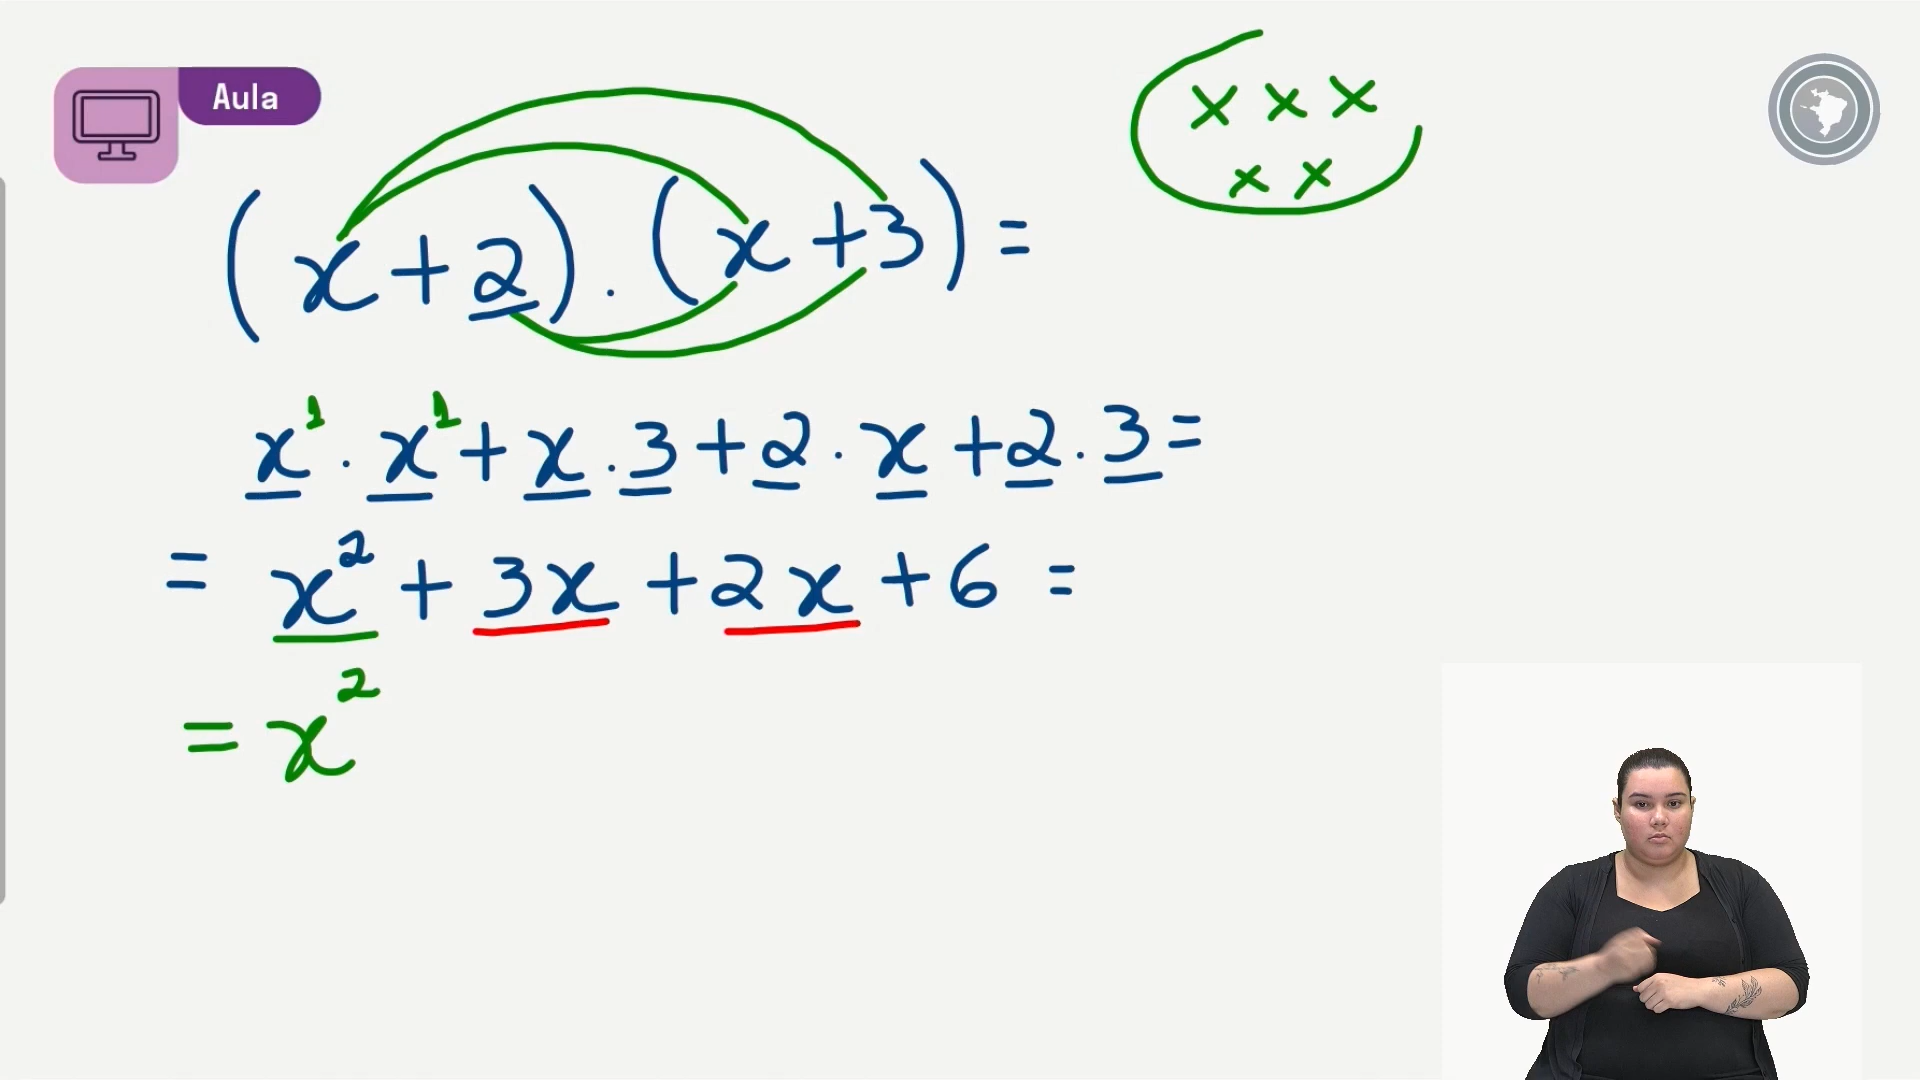 Aula
x x x
x x
(x+2).(x+3)=
x¹.x¹+x.3+2.x+2.3=
= x²+3x+2x+6=
= x²